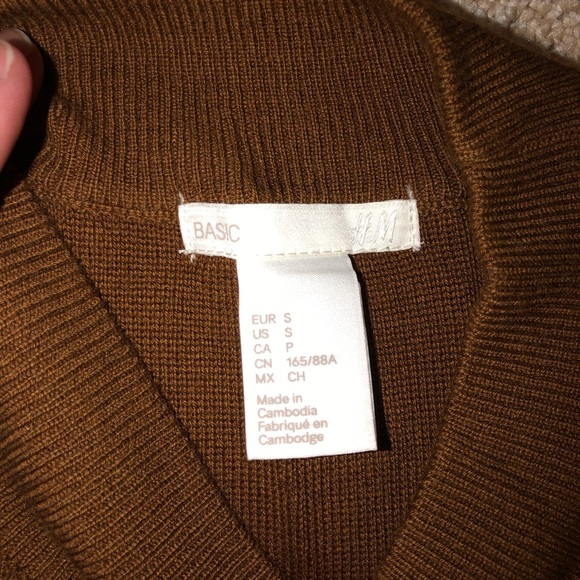 BASIC H&M
EUR S
US S
CA P
CN 165/88A
MX CH
Made in
Cambodia
Fabriqué en
Cambodge